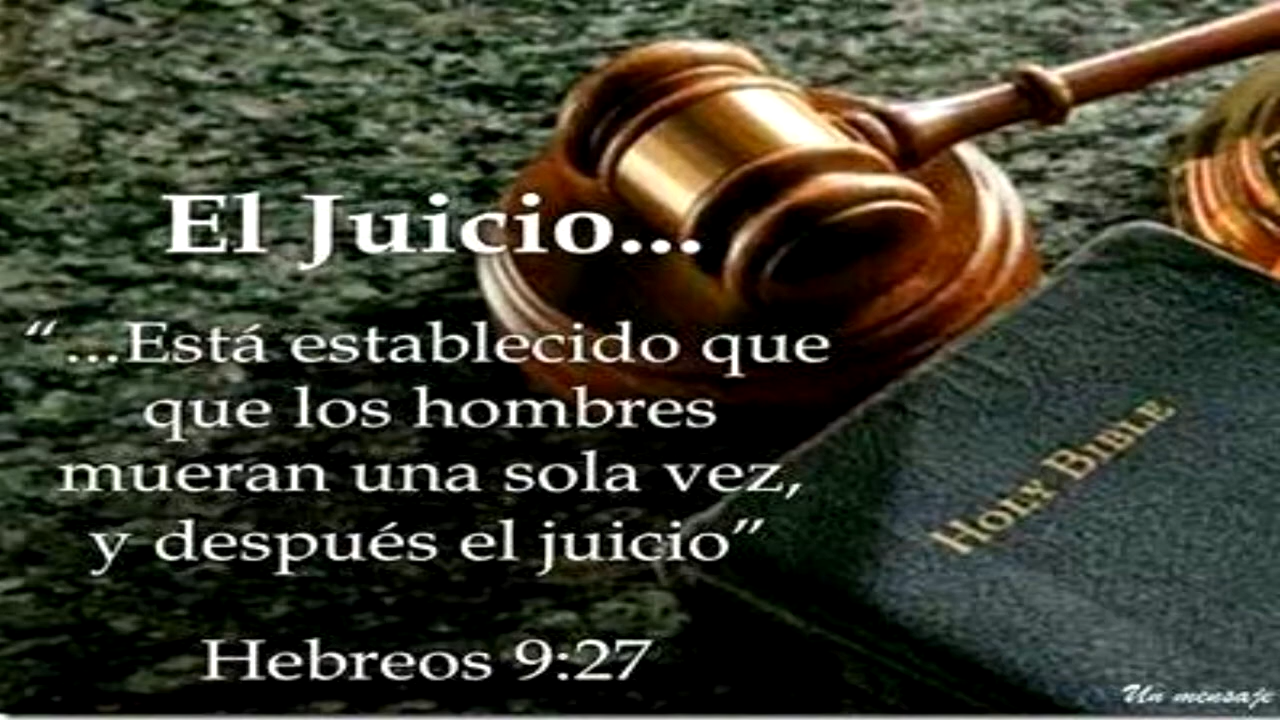 El Juicio...
“...Está establecido que
que los hombres
mueran una sola vez,
y después el juicio”
Hebreos 9:27
HOLY BIBLE
Un mensaje